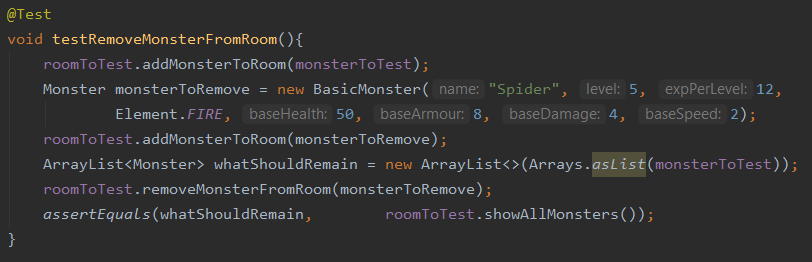 @Test
void testRemoveMonsterFromRoom(){
roomToTest.addMonsterToRoom(monsterToTest);
Monster monsterToRemove = new BasicMonster( name: "Spider", level: 5, expPerLevel: 12,
Element.FIRE, baseHealth: 50, baseArmour: 8, baseDamage: 4, baseSpeed: 2);
roomToTest.addMonsterToRoom(monsterToRemove);
ArrayList<Monster> whatShouldRemain = new ArrayList<>(Arrays.asList(monsterToTest));
roomToTest.removeMonsterFromRoom(monsterToRemove);
assertEquals(whatShouldRemain, roomToTest.showAllMonsters());
}